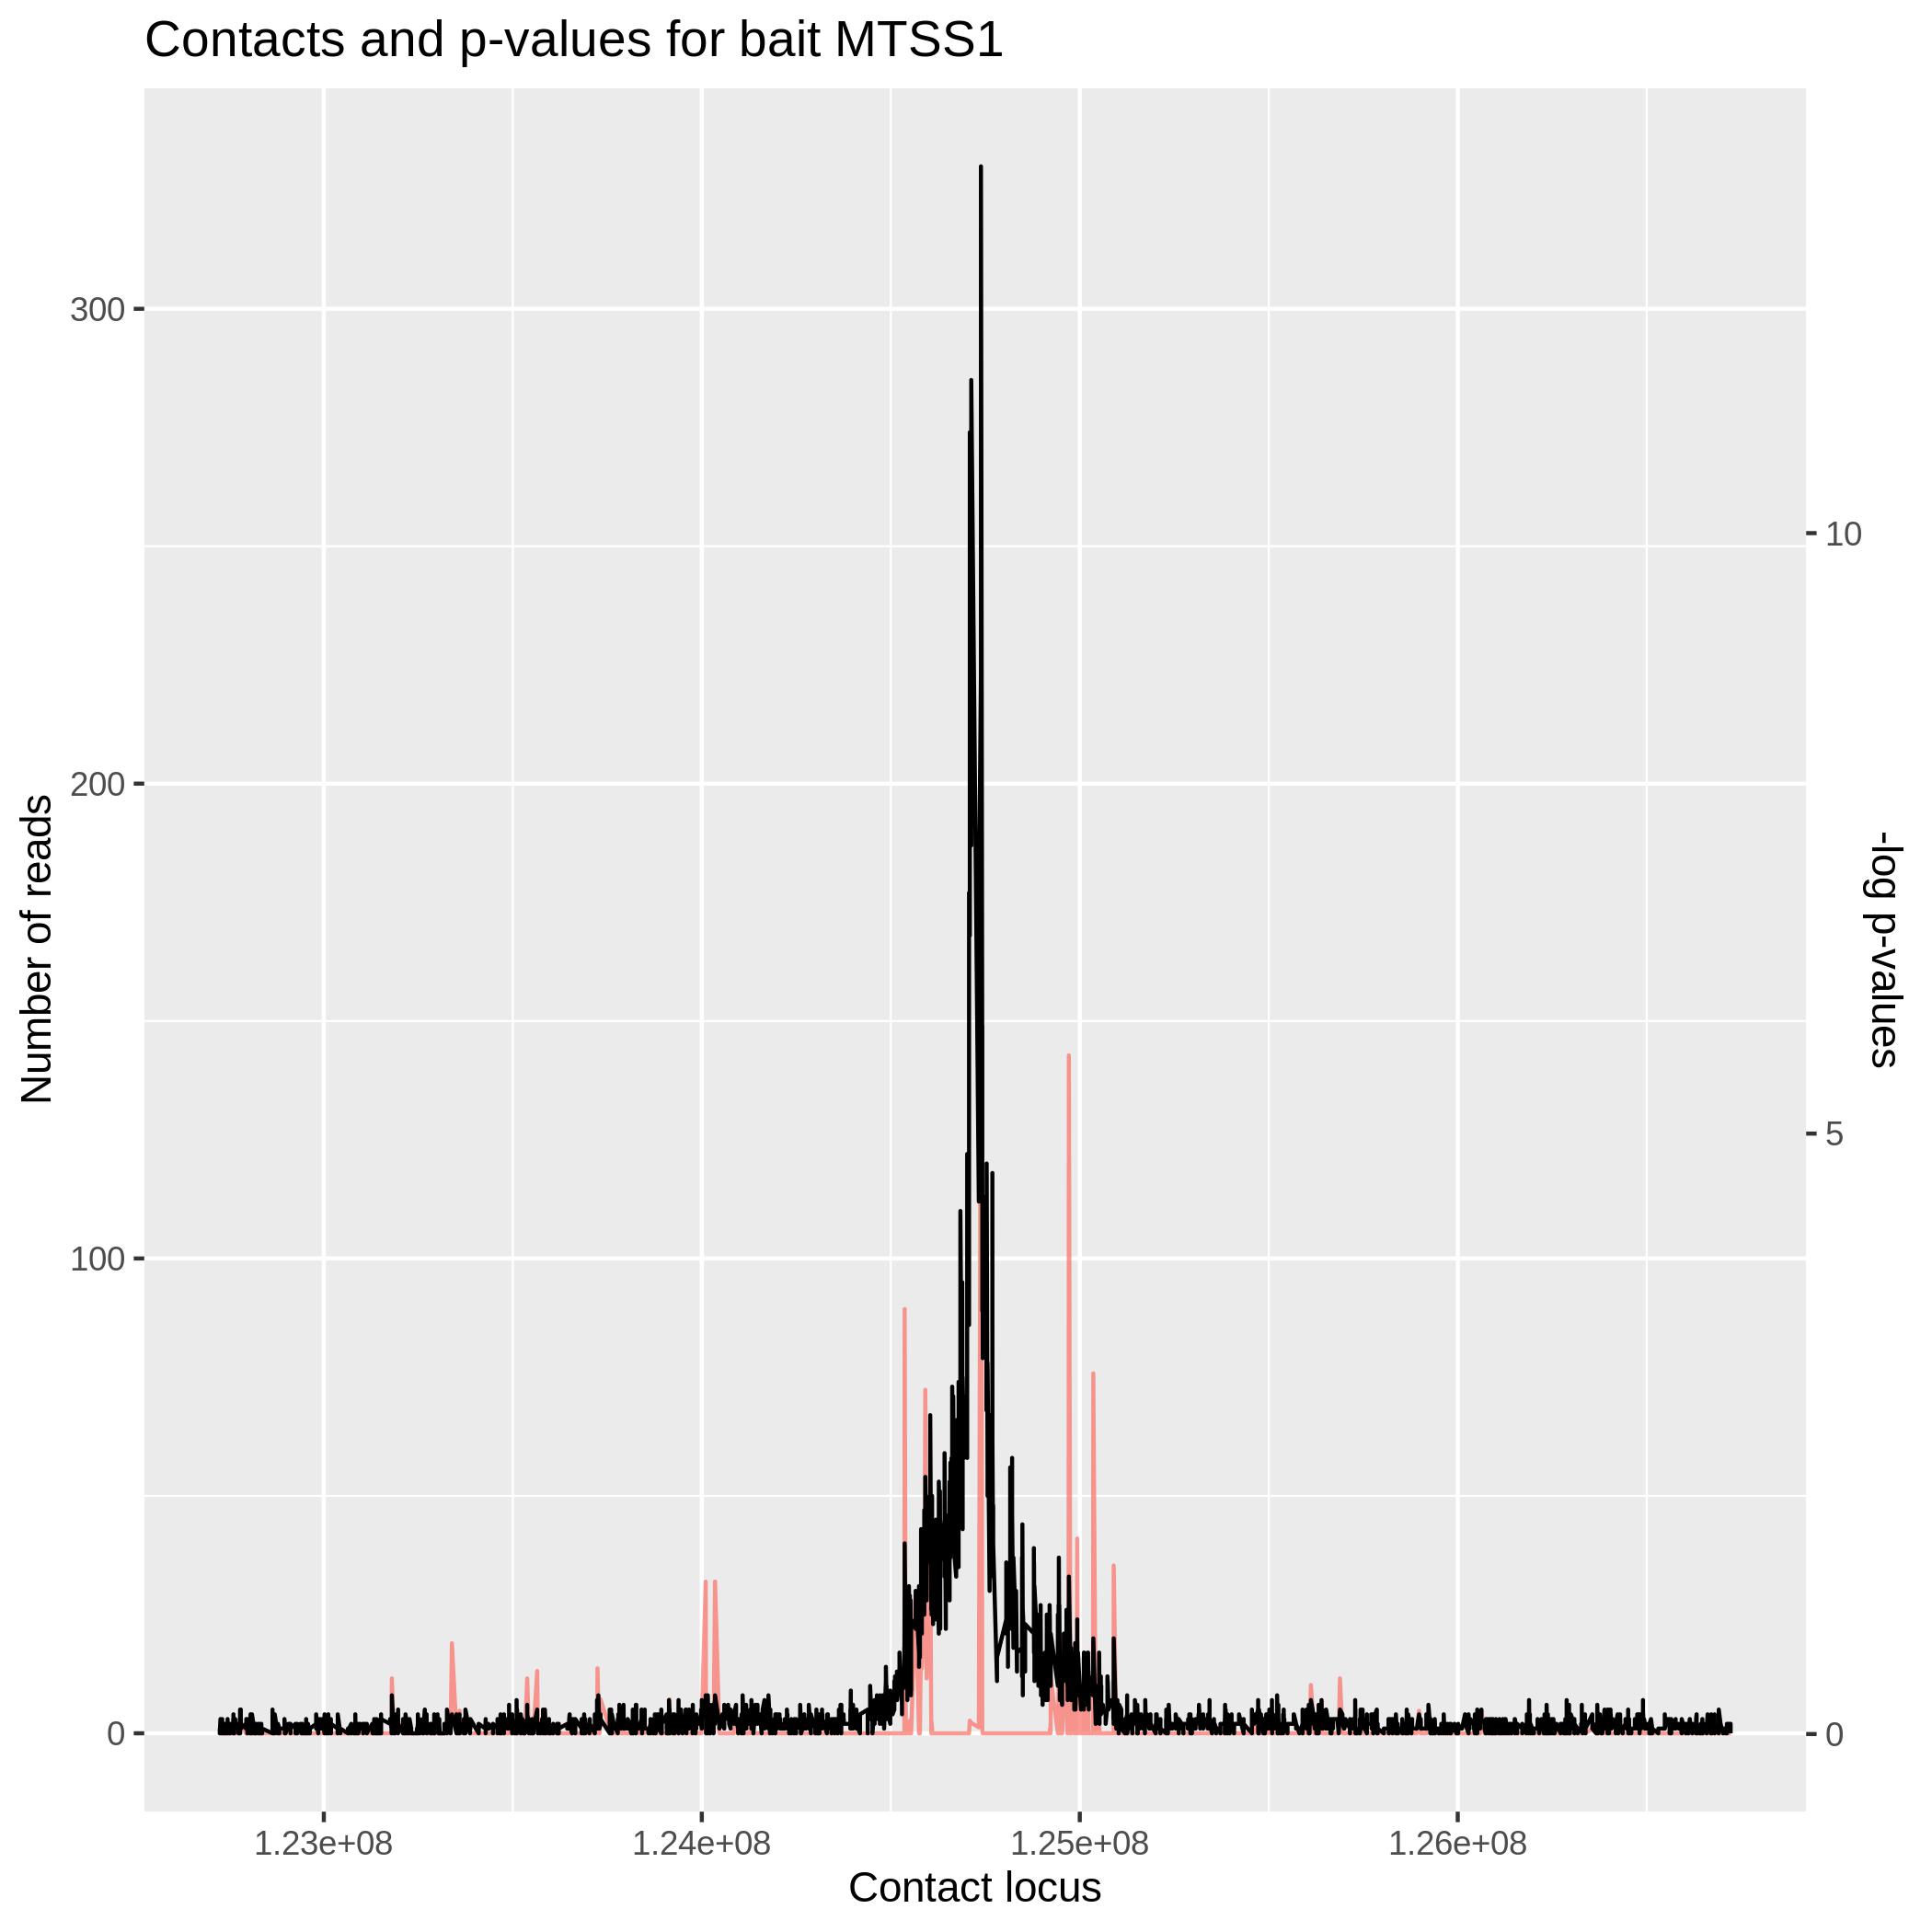 Contacts and p-values for bait MTSS1
Number of reads
300
200
100
0
10
5
0
-log p-values
1.23e+08
1.24e+08
1.25e+08
1.26e+08
Contact locus